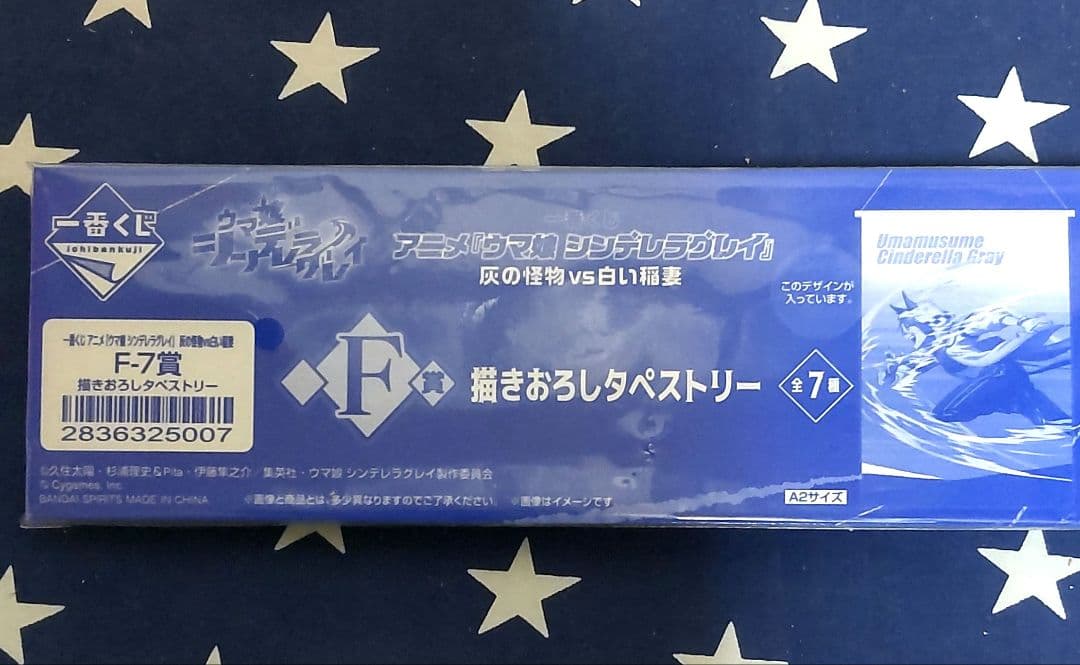 一番くじ
ichibankuji
ウマ娘
シンデレラグレイ
一番くじ
アニメ『ウマ娘 シンデレラグレイ』
灰の怪物vs白い稲妻
このデザインが
入っています。
Umamusume
Cinderella Gray
一番くじ アニメ『ウマ娘 シンデレラグレイ』 灰の怪物vs白い稲妻
F-7賞
描きおろしタペストリー
2836325007
F賞
描きおろしタペストリー
全7種
©久住太陽・杉浦理史&Pita・伊藤隼之介/集英社・ウマ娘 シンデレラグレイ製作委員会
© Cygames, Inc.
BANDAI SPIRITS MADE IN CHINA
※画像と商品とは、多少異なりますのでご了承ください。
※画像はイメージです
A2サイズ